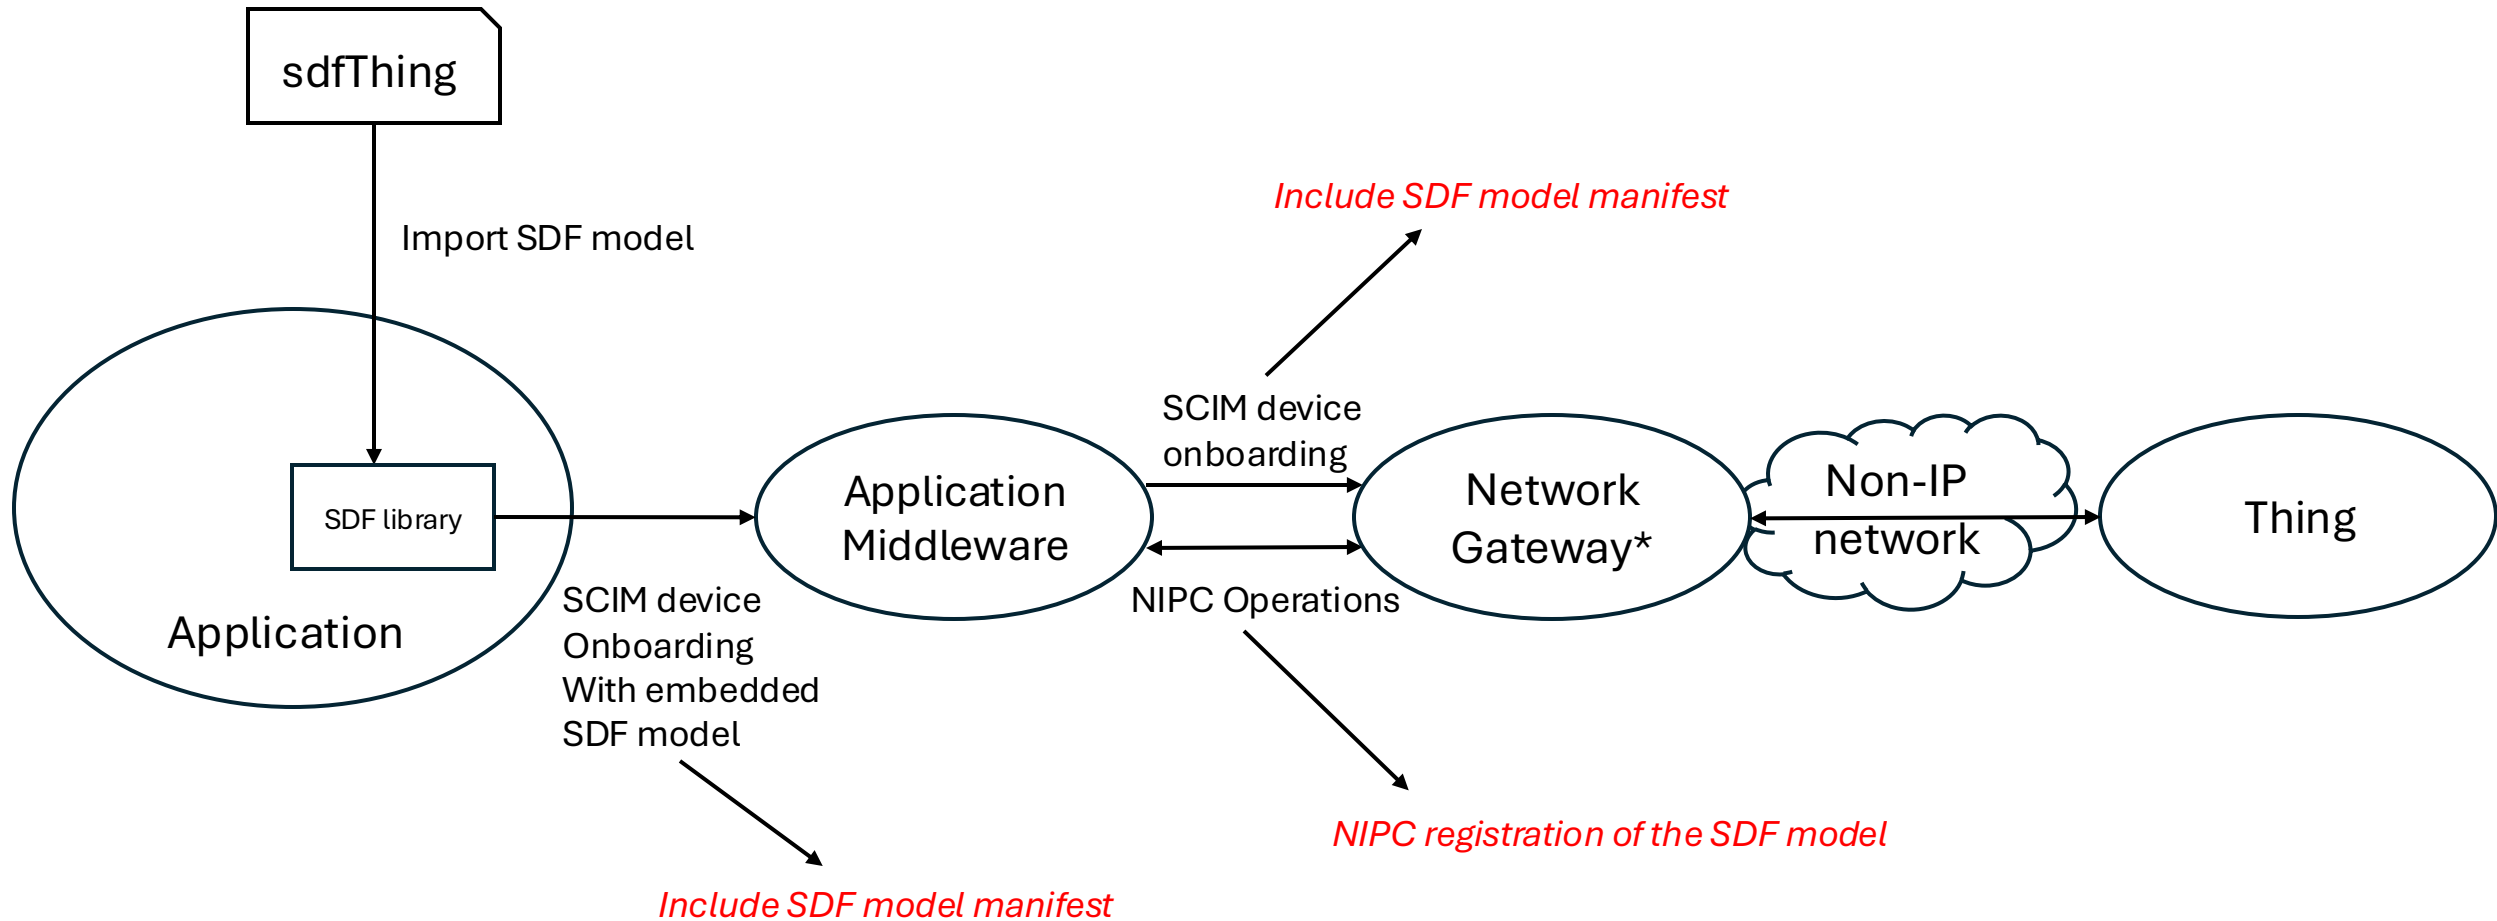 sdfThing
Import SDF model
Include SDF model manifest
SCIM device
onboarding
Application
Middleware
Network
Gateway*
Non-IP
network
Thing
SDF library
Application
SCIM device
Onboarding
With embedded
SDF model
NIPC Operations
NIPC registration of the SDF model
Include SDF model manifest